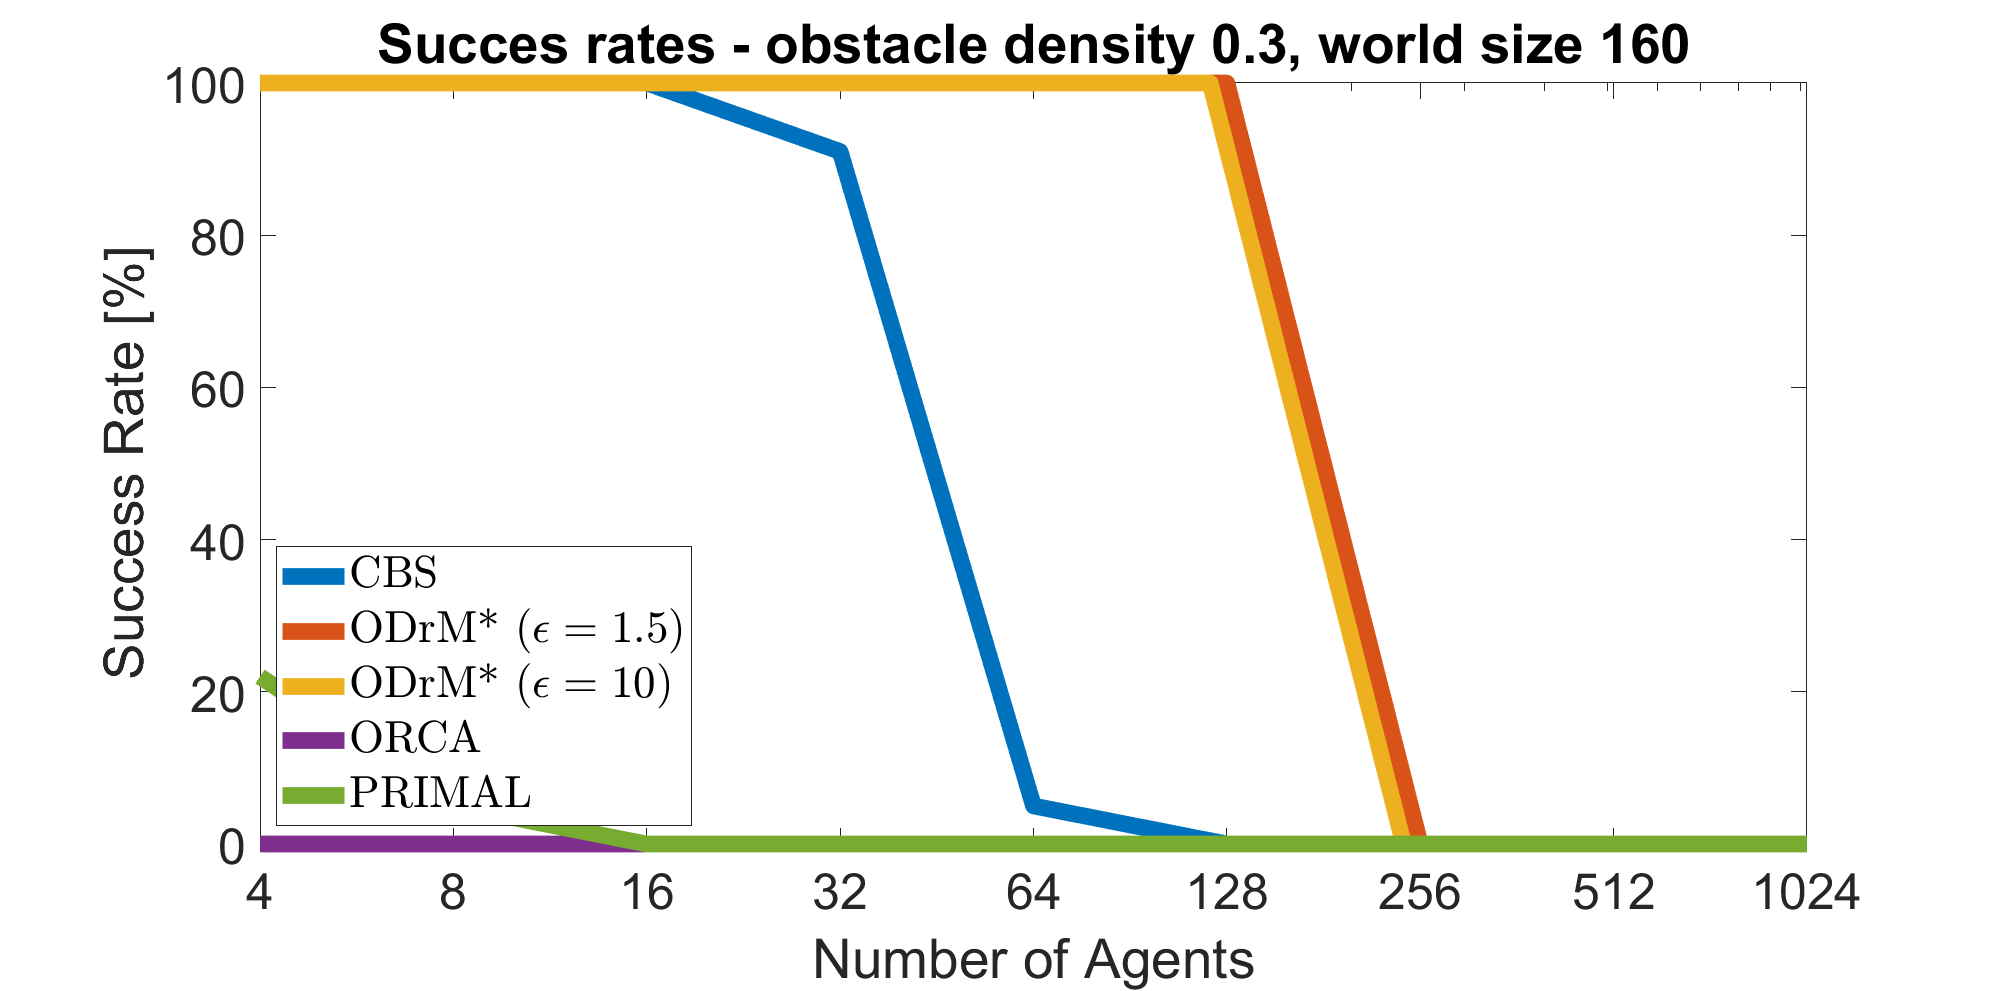 Succes rates - obstacle density 0.3, world size 160
Success Rate [%]
100
80
60
40
20
0
CBS
ODrM* (ϵ = 1.5)
ODrM* (ϵ = 10)
ORCA
PRIMAL
4 8 16 32 64 128 256 512 1024
Number of Agents